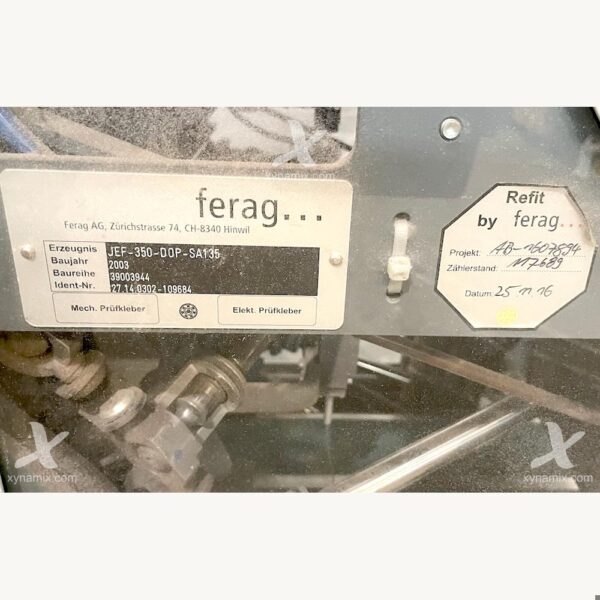 ferag...
Ferag AG, Zürichstrasse 74, CH-8340 Hinwil
Erzeugnis JEF-350-DOP-SA135
Baujahr 2003
Baureihe 39003944
Ident-Nr. 27.14.0302-109684
Mech. Prüfkleber
Elekt. Prüfkleber
Refit
by ferag...
Projekt: AB-1607894
Zählerstand: 117689
Datum: 25 11 16
xynamix.com
xynamix.com
xynamix.com